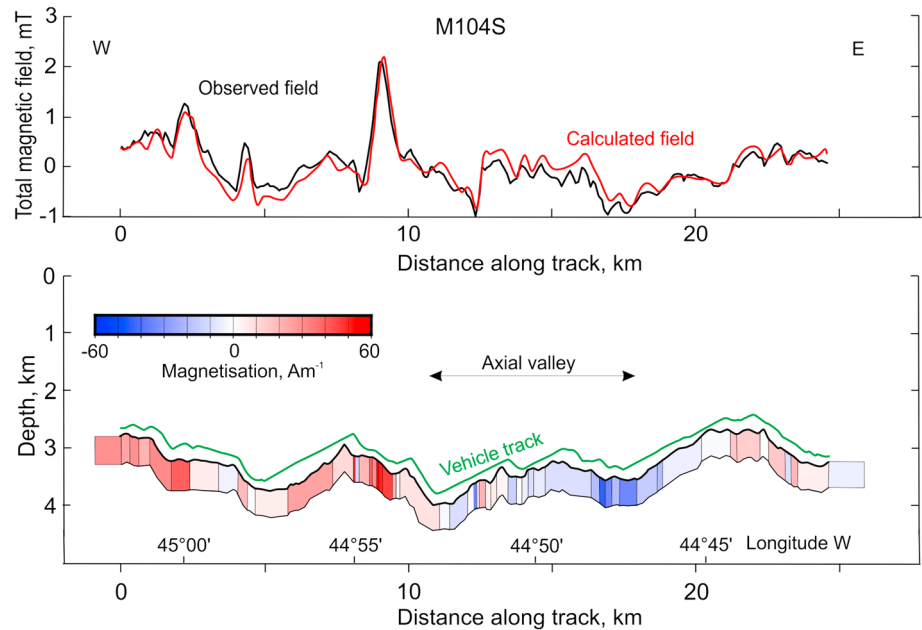 M104S
Total magnetic field, mT
3
2
1
0
-1
W
E
Observed field
Calculated field
0 10 20
Distance along track, km
Depth, km
0
1
2
3
4
-60 0 60
Magnetisation, Am⁻¹
Axial valley
Vehicle track
45°00' 44°55' 44°50' 44°45' Longitude W
0 10 20
Distance along track, km